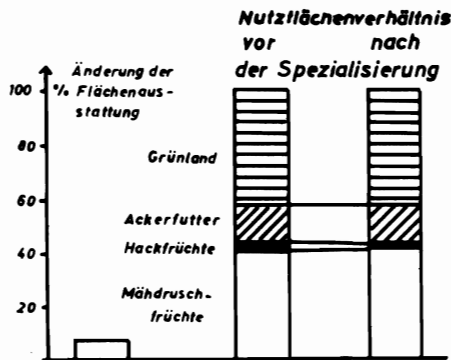 Nutzflächenverhältnis
vor nach
der Spezialisierung
Änderung der
% Flächenaus-
stattung
100
80
60
40
20
Grünland
Ackerfutter
Hackfrüchte
Mähdrusch-
früchte